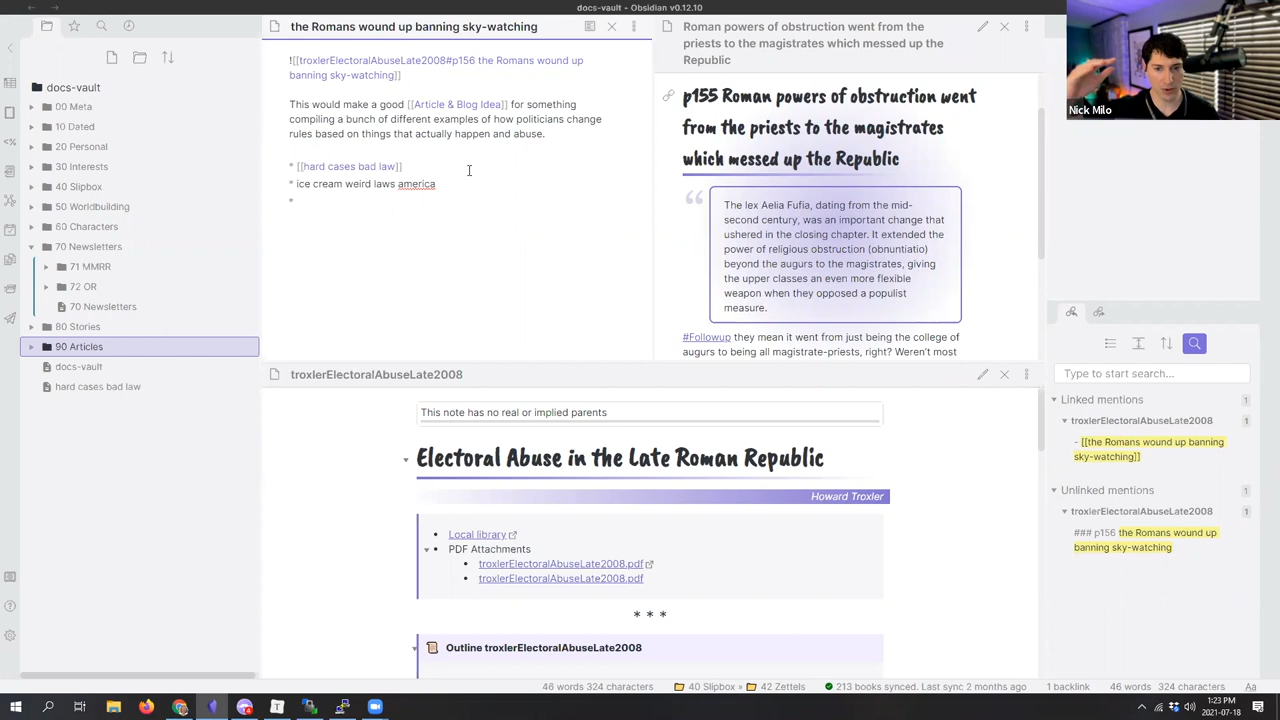 docs-vault - Obsidian v0.12.10
Nick Milo
docs-vault
00 Meta
10 Dated
20 Personal
30 Interests
40 Slipbox
50 Worldbuilding
60 Characters
70 Newsletters
71 MMRR
72 OR
70 Newsletters
80 Stories
90 Articles
docs-vault
hard cases bad law
the Romans wound up banning sky-watching
![[troxlerElectoralAbuseLate2008#p156 the Romans wound up
banning sky-watching]]
This would make a good [[Article & Blog Idea]] for something
compiling a bunch of different examples of how politicians change
rules based on things that actually happen and abuse.
* [[hard cases bad law]]
* ice cream weird laws america
*
Roman powers of obstruction went from the
priests to the magistrates which messed up the
Republic
p155 Roman powers of obstruction went
from the priests to the magistrates
which messed up the Republic
The lex Aelia Fufia, dating from the mid-
second century, was an important change that
ushered in the closing chapter. It extended the
power of religious obstruction (obnuntiatio)
beyond the augurs to the magistrates, giving
the upper classes an even more flexible
weapon when they opposed a populist
measure.
#Followup they mean it went from just being the college of
augurs to being all magistrate-priests, right? Weren't most
troxlerElectoralAbuseLate2008
This note has no real or implied parents
Electoral Abuse in the Late Roman Republic
Howard Troxler
Local library
PDF Attachments
troxlerElectoralAbuseLate2008.pdf
troxlerElectoralAbuseLate2008.pdf
* * *
Outline troxlerElectoralAbuseLate2008
Type to start search...
Linked mentions 1
troxlerElectoralAbuseLate2008 1
- [[the Romans wound up banning
sky-watching]]
Unlinked mentions 1
troxlerElectoralAbuseLate2008 1
### p156 the Romans wound up
banning sky-watching
46 words 324 characters 40 Slipbox » 42 Zettels 213 books synced. Last sync 2 months ago 1 backlink 46 words 324 characters Aa
1:23 PM
2021-07-18